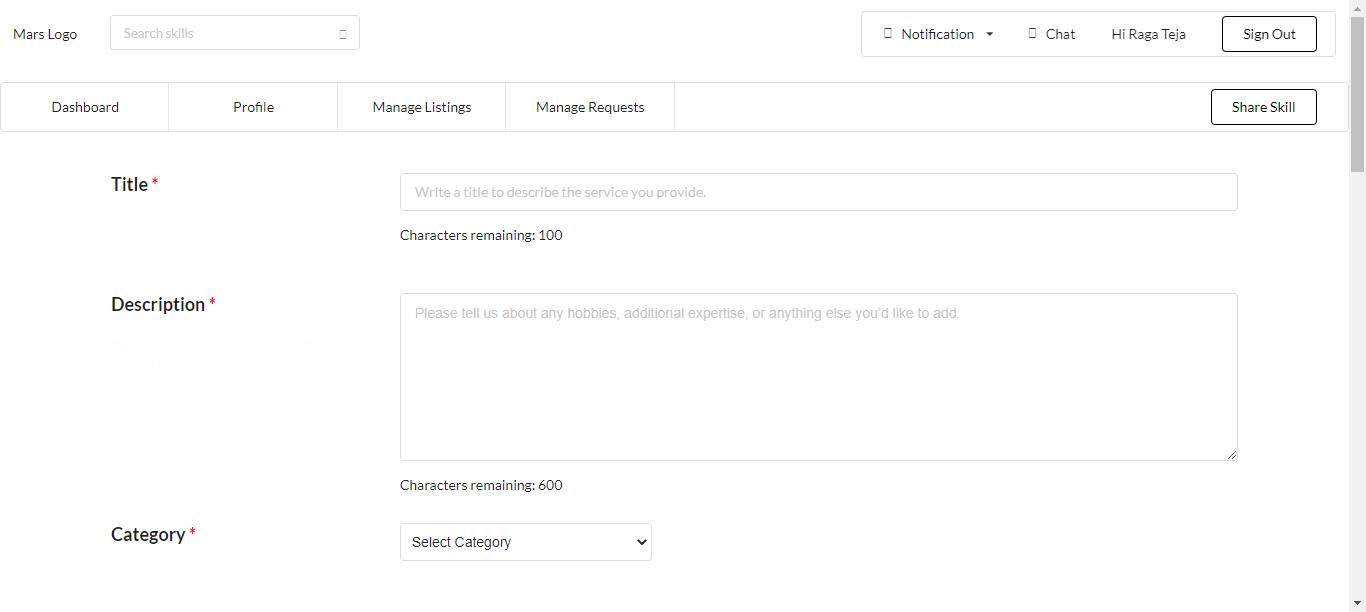 Mars Logo
Search skills
Notification
Chat
Hi Raga Teja
Sign Out
Dashboard
Profile
Manage Listings
Manage Requests
Share Skill
Title *
Write a title to describe the service you provide.
Characters remaining: 100
Description *
Please tell us about any hobbies, additional expertise, or anything else you'd like to add.
Characters remaining: 600
Category *
Select Category